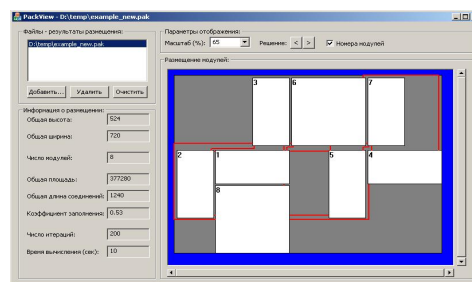 PackView - D:\temp\example_new.pak
Файлы - результаты размещения:
D:\temp\example_new.pak
Добавить...
Удалить
Очистить
Параметры отображения:
Масштаб (%): 65
Решение: < >
Номера модулей
Информация о размещении:
Общая высота: 524
Общая ширина: 720
Число модулей: 8
Общая площадь: 377280
Общая длина соединений: 1240
Коэффициент заполнения: 0.53
Число итераций: 200
Время вычисления (сек): 10
Размещение модулей:
3 6 7
2 1 5 4
8